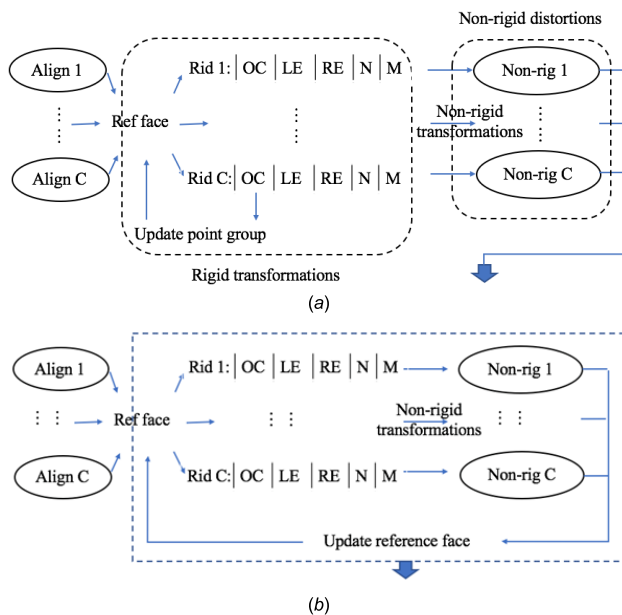 Non-rigid distortions
Align 1
Rid 1: | OC | LE | RE | N | M
Non-rig 1
Ref face
Non-rigid
transformations
Align C
Rid C: | OC | LE | RE | N | M
Non-rig C
Update point group
Rigid transformations
(a)
Align 1
Rid 1: | OC | LE | RE | N | M
Non-rig 1
Ref face
Non-rigid
transformations
Align C
Rid C: | OC | LE | RE | N | M
Non-rig C
Update reference face
(b)